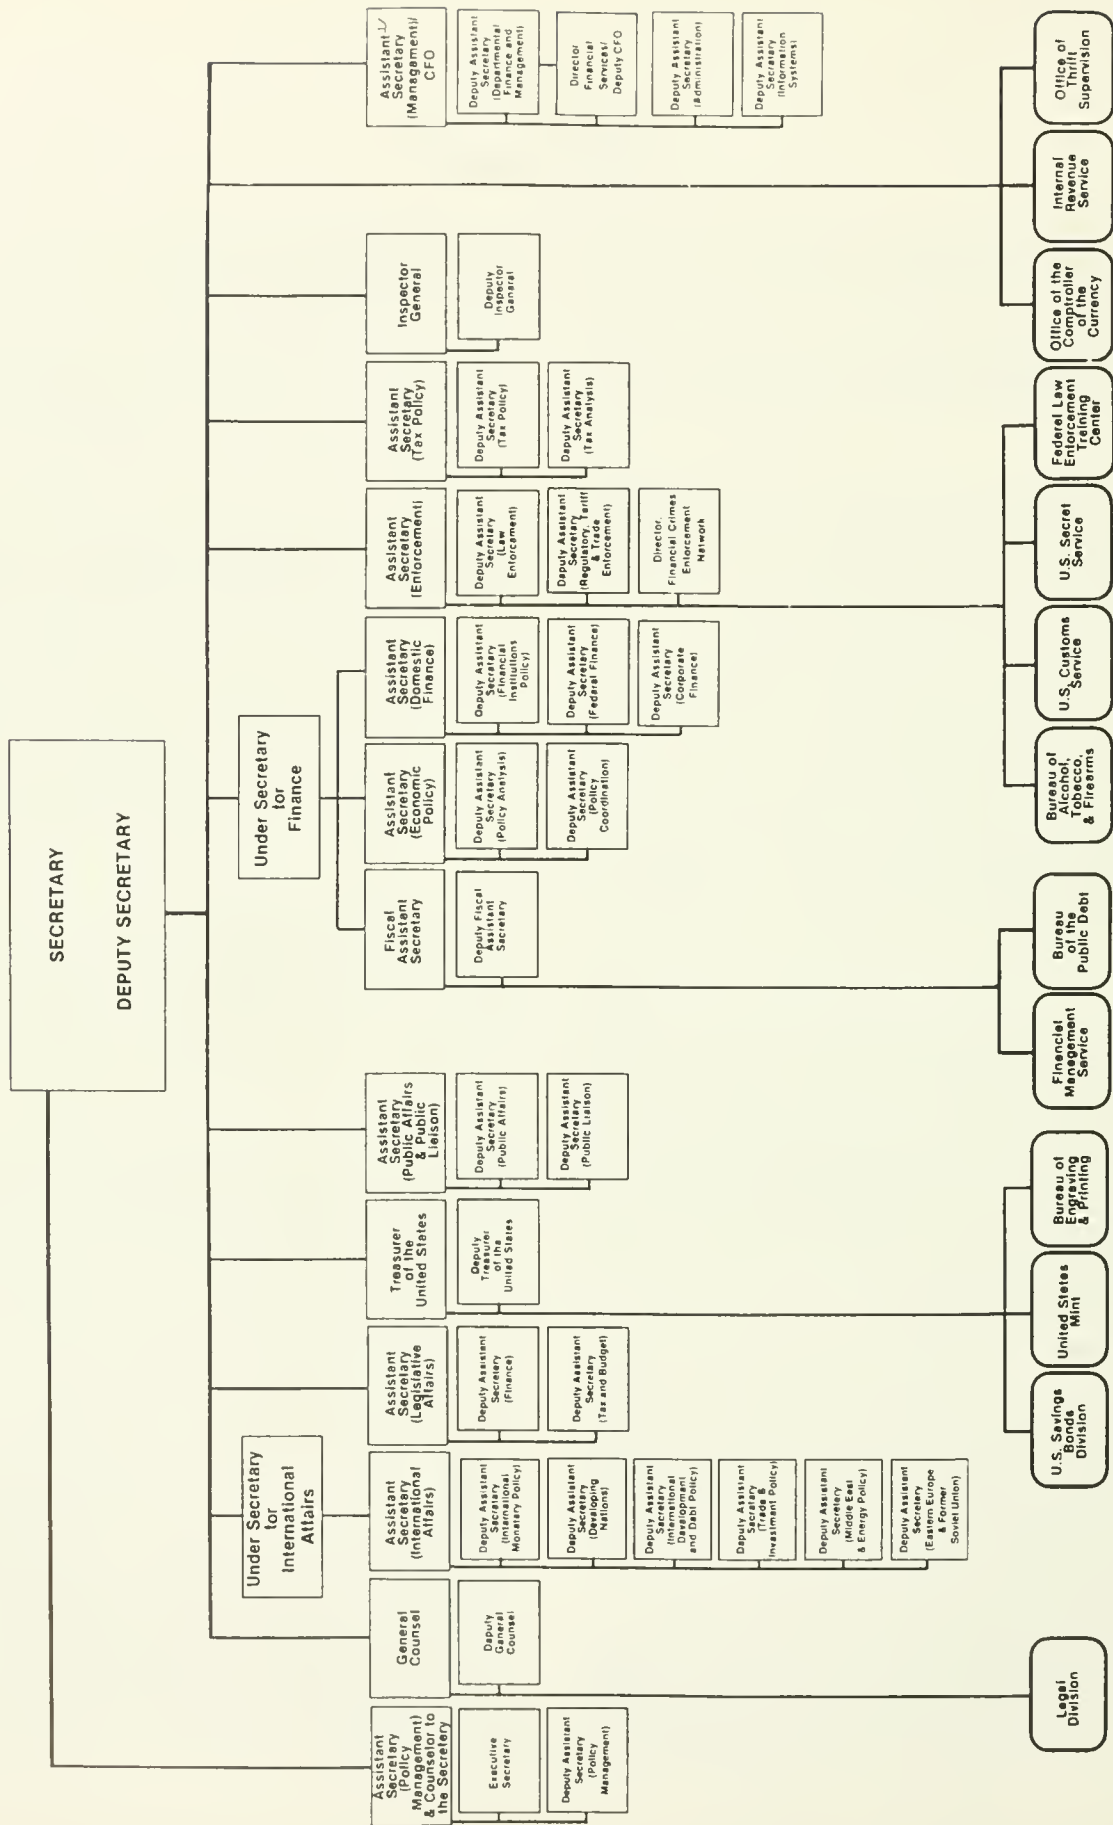 SECRETARY
DEPUTY SECRETARY
Under Secretary
for
International
Affairs
Under Secretary
for
Finance
Assistant
Secretary
(Policy
Management)
& Counselor to
the Secretary
General
Counsel
Assistant
Secretary
(International
Affairs)
Assistant
Secretary
(Legislative
Affairs)
Treasurer
of the
United States
Assistant
Secretary
(Public Affairs
& Public
Liaison)
Fiscal
Assistant
Secretary
Assistant
Secretary
(Economic
Policy)
Assistant
Secretary
(Domestic
Finance)
Assistant
Secretary
(Enforcement)
Assistant
Secretary
(Tax Policy)
Inspector
General
Assistant 1/
Secretary
(Management)/
CFO
Executive
Secretary
Deputy Assistant
Secretary
(Policy
Management)
Deputy
General
Counsel
Deputy Assistant
Secretary
(International
Monetary Policy)
Deputy Assistant
Secretary
(Developing
Nations)
Deputy Assistant
Secretary
(International
Development
and Debt Policy)
Deputy Assistant
Secretary
(Trade &
Investment Policy)
Deputy Assistant
Secretary
(Middle East
& Energy Policy)
Deputy Assistant
Secretary
(Eastern Europe
& Former
Soviet Union)
Deputy Assistant
Secretary
(Finance)
Deputy Assistant
Secretary
(Tax and Budget)
Deputy
Treasurer
of the
United States
Deputy Assistant
Secretary
(Public Affairs)
Deputy Assistant
Secretary
(Public Liaison)
Deputy Fiscal
Assistant
Secretary
Deputy Assistant
Secretary
(Policy Analysis)
Deputy Assistant
Secretary
(Policy
Coordination)
Deputy Assistant
Secretary
(Financial
Institutions
Policy)
Deputy Assistant
Secretary
(Federal Finance)
Deputy Assistant
Secretary
(Corporate
Finance)
Deputy Assistant
Secretary
(Law
Enforcement)
Deputy Assistant
Secretary
(Regulatory, Tariff
& Trade
Enforcement)
Director,
Financial Crimes
Enforcement
Network
Deputy Assistant
Secretary
(Tax Policy)
Deputy Assistant
Secretary
(Tax Analysis)
Deputy
Inspector
General
Deputy Assistant
Secretary
(Departmental
Finance and
Management)
Director
Financial
Services/
Deputy CFO
Deputy Assistant
Secretary
(Administration)
Deputy Assistant
Secretary
(Information
Systems)
Legal
Division
U.S. Savings
Bonds
Division
United States
Mint
Bureau of
Engraving
& Printing
Financial
Management
Service
Bureau
of the
Public Debt
Bureau of
Alcohol,
Tobacco,
& Firearms
U.S. Customs
Service
U.S. Secret
Service
Federal Law
Enforcement
Training
Center
Office of the
Comptroller
of the
Currency
Internal
Revenue
Service
Office of
Thrift
Supervision